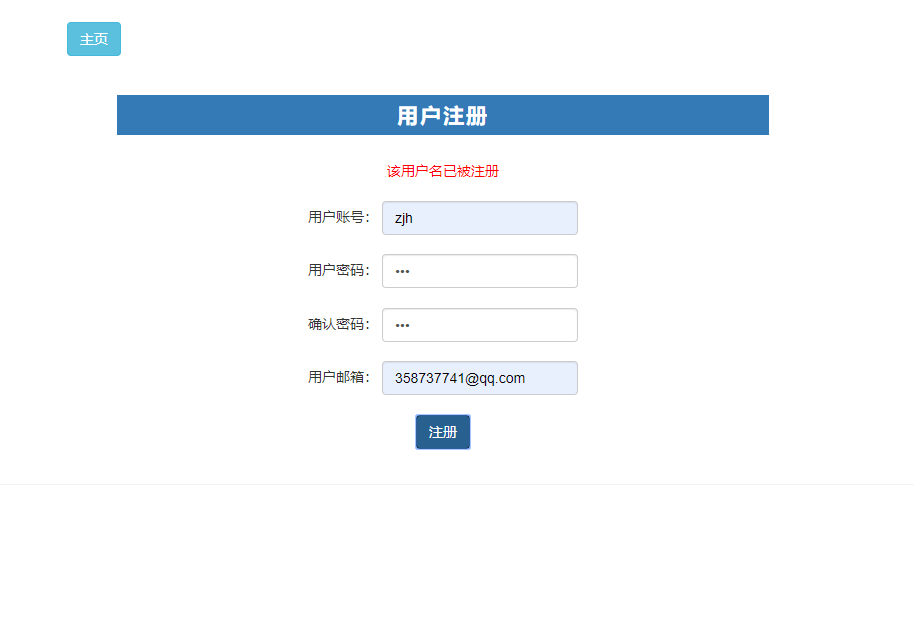 主页
用户注册
该用户名已被注册
用户账号： zjh
用户密码： •••
确认密码： •••
用户邮箱： 358737741@qq.com
注册